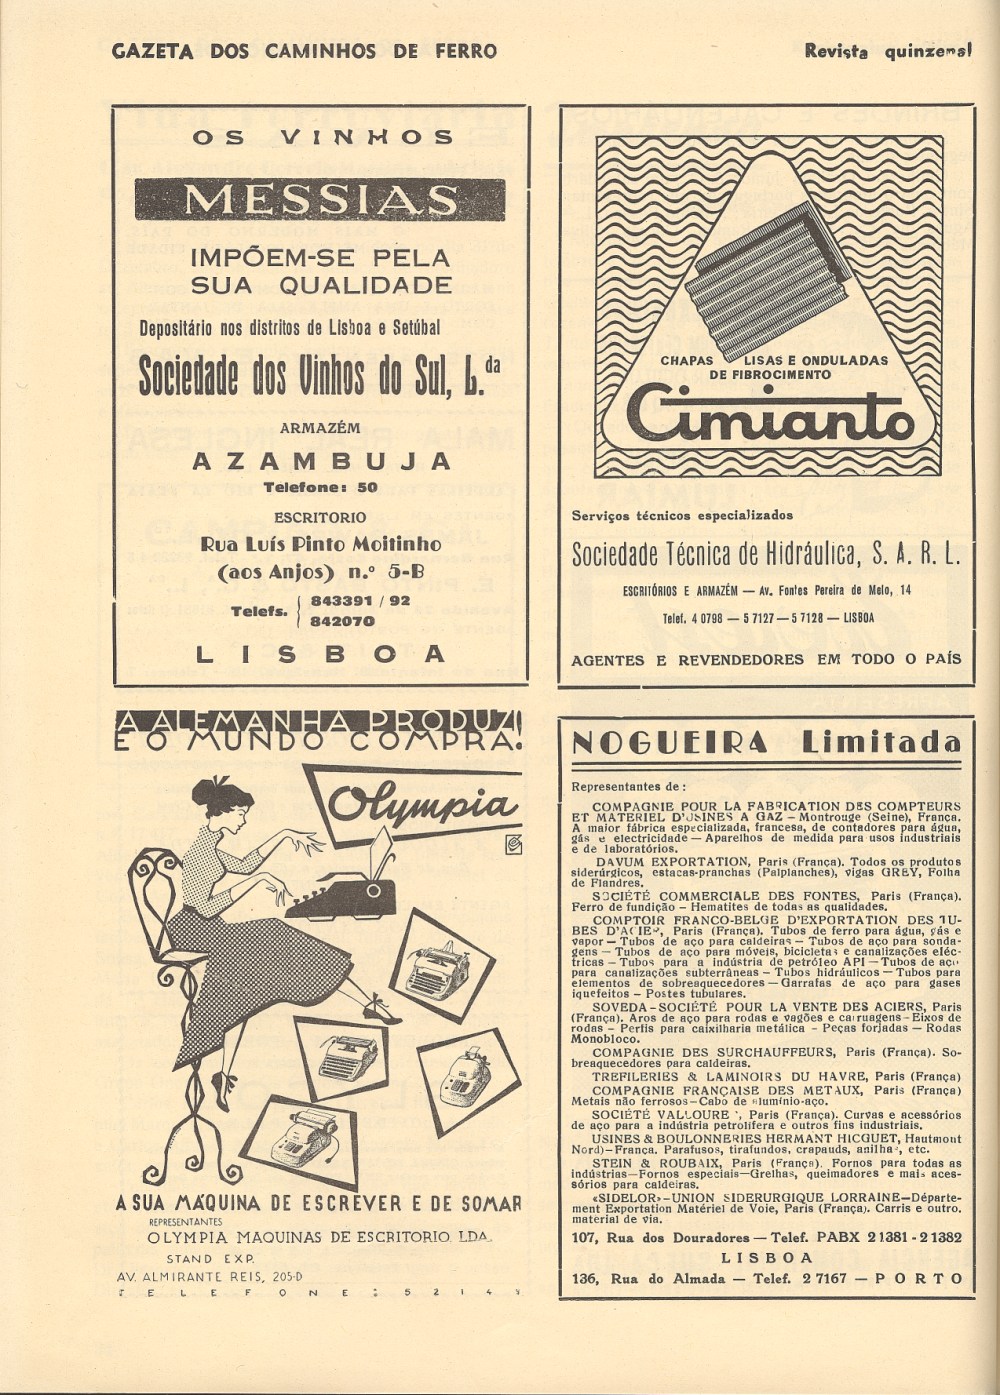 GAZETA DOS CAMINHOS DE FERRO
Revista quinzenal
OS VINHOS
MESSIAS
IMPÕEM-SE PELA
SUA QUALIDADE
Depositário nos distritos de Lisboa e Setúbal
Sociedade dos Vinhos do Sul, L.da
ARMAZÉM
AZAMBUJA
Telefone: 50
ESCRITORIO
Rua Luís Pinto Moitinho
(aos Anjos) n.º 5-B
Telefs. { 843391 / 92
842070
LISBOA
CHAPAS LISAS E ONDULADAS
DE FIBROCIMENTO
Cimianto
Serviços técnicos especializados
Sociedade Técnica de Hidráulica, S. A. R. L.
ESCRITÓRIOS E ARMAZÉM — Av. Fontes Pereira de Melo, 14
Telef. 4 0798 — 5 7127 — 5 7128 — LISBOA
AGENTES E REVENDEDORES EM TODO O PAÍS
A ALEMANHA PRODUZ!
E O MUNDO COMPRA!
Olympia
A SUA MÁQUINA DE ESCREVER E DE SOMAR
REPRESENTANTES
OLYMPIA MAQUINAS DE ESCRITORIO, LDA.
STAND EXP.
AV. ALMIRANTE REIS, 205-D
TELEFONE: 5214
NOGUEIRA Limitada
Representantes de:
COMPAGNIE POUR LA FABRICATION DES COMPTEURS
ET MATERIEL D'USINES A GAZ – Montrouge (Seine), França.
A maior fábrica especializada, francesa, de contadores para água,
gás e electricidade — Aparelhos de medida para usos industriais
e de laboratórios.
DAVUM EXPORTATION, Paris (França). Todos os produtos
siderúrgicos, estacas-pranchas (Palplanches), vigas GREY, Folha
de Flandres.
SOCIÉTÉ COMMERCIALE DES FONTES, Paris (França).
Ferro de fundição – Hematites de todas as qualidades.
COMPTOIR FRANCO-BELGE D'EXPORTATION DES TU-
BES D'ACIER, Paris (França). Tubos de ferro para água, gás e
vapor — Tubos de aço para caldeiras – Tubos de aço para sonda-
gens – Tubos de aço para móveis, bicicletas e canalizações eléc-
tricas – Tubos para a indústria de petróleo API – Tubos de aço
para canalizações subterrâneas – Tubos hidráulicos – Tubos para
elementos de sobreaquecedores – Garrafas de aço para gases
iquefeitos – Postes tubulares.
SOVEDA – SOCIÉTÉ POUR LA VENTE DES ACIERS, Paris
(França). Aros de aço para rodas e vagões e carruagens – Eixos de
rodas – Perfis para caixilharia metálica – Peças forjadas — Rodas
Monobloco.
COMPAGNIE DES SURCHAUFFEURS, Paris (França). So-
breaquecedores para caldeiras.
TREFILERIES & LAMINOIRS DU HAVRE, Paris (França)
COMPAGNIE FRANÇAISE DES METAUX, Paris (França)
Metais não ferrosos – Cabo de alumínio-aço.
SOCIÉTÉ VALLOUREC, Paris (França). Curvas e acessórios
de aço para a indústria petrolífera e outros fins industriais.
USINES & BOULONNERIES HERMANT HICGUET, Hautmont
Nord) – França. Parafusos, tirafundos, crapauds, anilhas, etc.
STEIN & ROUBAIX, Paris (França). Fornos para todas as
indústrias—Fornos especiais—Grelhas, queimadores e mais aces-
sórios para caldeiras.
«SIDELOR»–UNION SIDERURGIQUE LORRAINE—Départe-
ment Exportation Matériel de Voie, Paris (França). Carris e outro.
material de via.
107, Rua dos Douradores — Telef. PABX 2 1381 - 2 1382
LISBOA
136, Rua do Almada — Telef. 2 7167 — PORTO